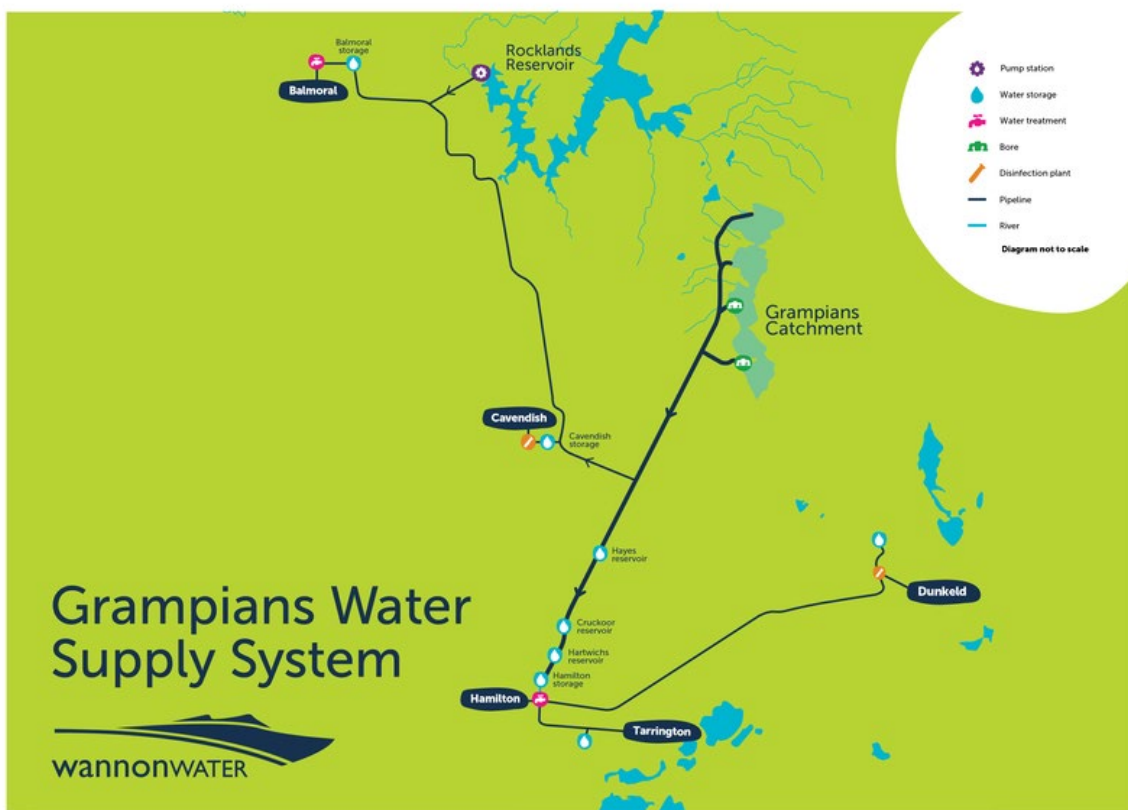 Balmoral
storage
Balmoral
Rocklands
Reservoir
Pump station
Water storage
Water treatment
Bore
Disinfection plant
Pipeline
River
Diagram not to scale
Grampians
Catchment
Cavendish
Cavendish
storage
Hayes
reservoir
Dunkeld
Cruckoor
reservoir
Hartwichs
reservoir
Hamilton
storage
Hamilton
Tarrington
Grampians Water
Supply System
wannonWATER